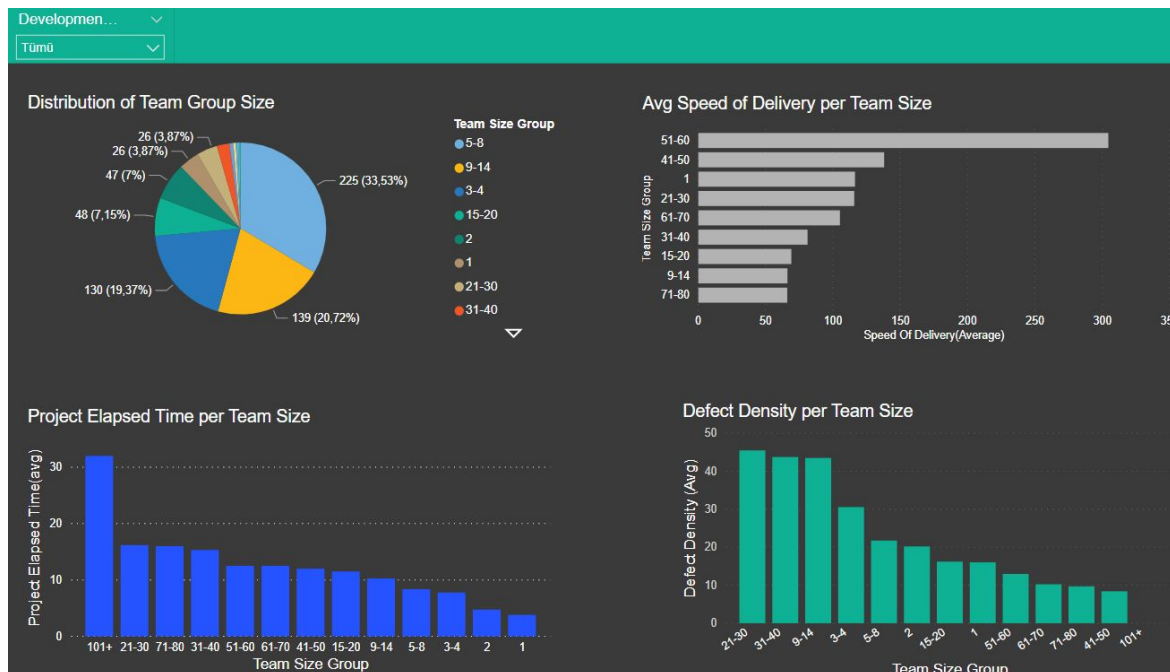 Developmen...
Tümü
Distribution of Team Group Size
26 (3,87%)
26 (3,87%)
47 (7%)
48 (7,15%)
130 (19,37%)
225 (33,53%)
139 (20,72%)
Team Size Group
5-8
9-14
3-4
15-20
2
1
21-30
31-40
Avg Speed of Delivery per Team Size
Team Size Group
51-60
41-50
1
21-30
61-70
31-40
15-20
9-14
71-80
0 50 100 150 200 250 300
Speed Of Delivery(Average)
Project Elapsed Time per Team Size
Project Elapsed Time(avg)
30
20
10
0
101+ 21-30 71-80 31-40 51-60 61-70 41-50 15-20 9-14 5-8 3-4 2 1
Team Size Group
Defect Density per Team Size
Defect Density (Avg)
50
40
30
20
10
0
21-30 31-40 9-14 3-4 5-8 2 15-20 1 51-60 61-70 71-80 41-50 101+
Team Size Group